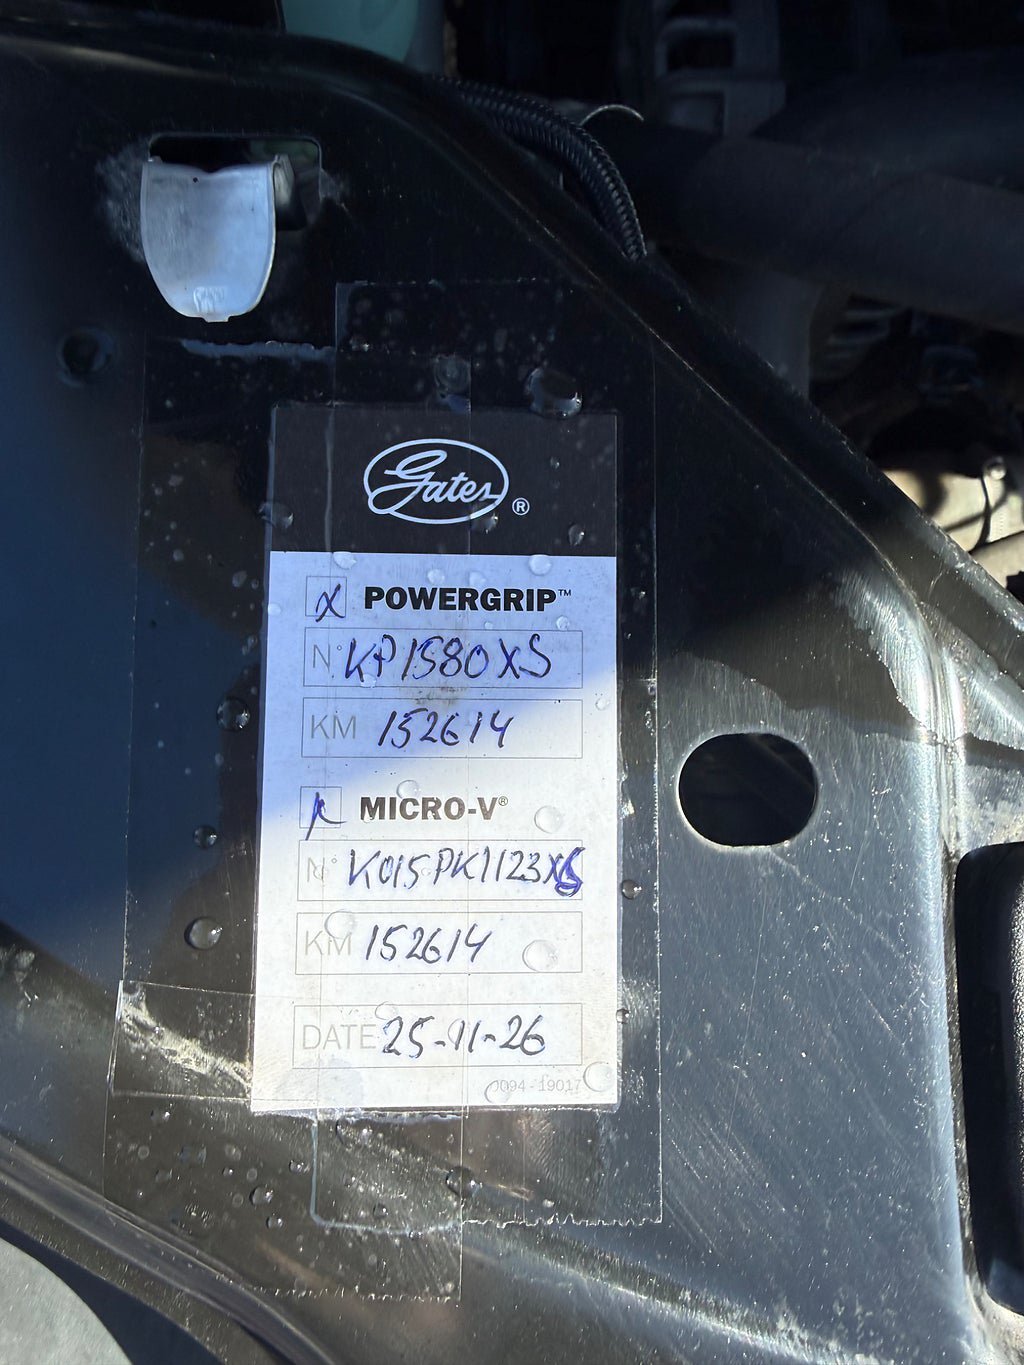 Gates®
x POWERGRIP™
N° KP1580XS
KM 152614
x MICRO-V®
N° K015PK1123XS
KM 152614
DATE 25-11-26
0094 - 19017